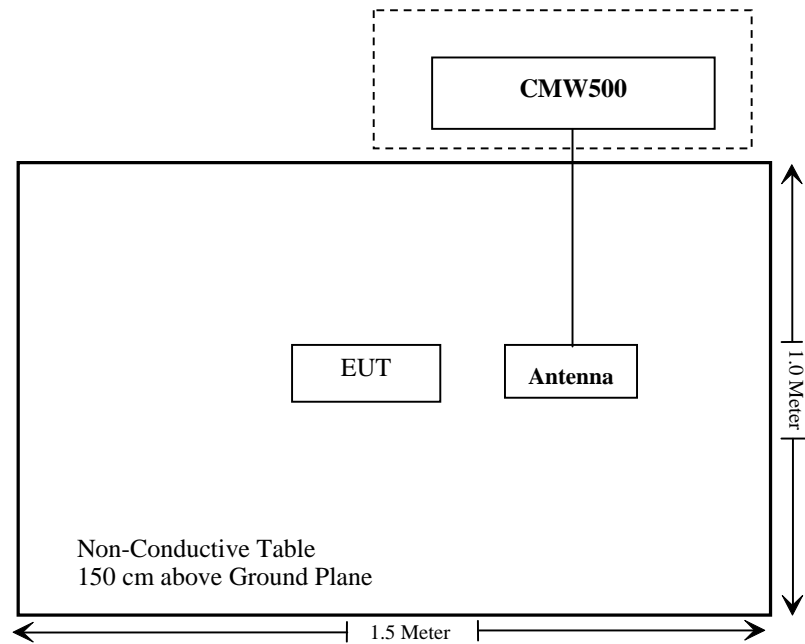 CMW500
EUT
Antenna
1.0 Meter
Non-Conductive Table
150 cm above Ground Plane
1.5 Meter